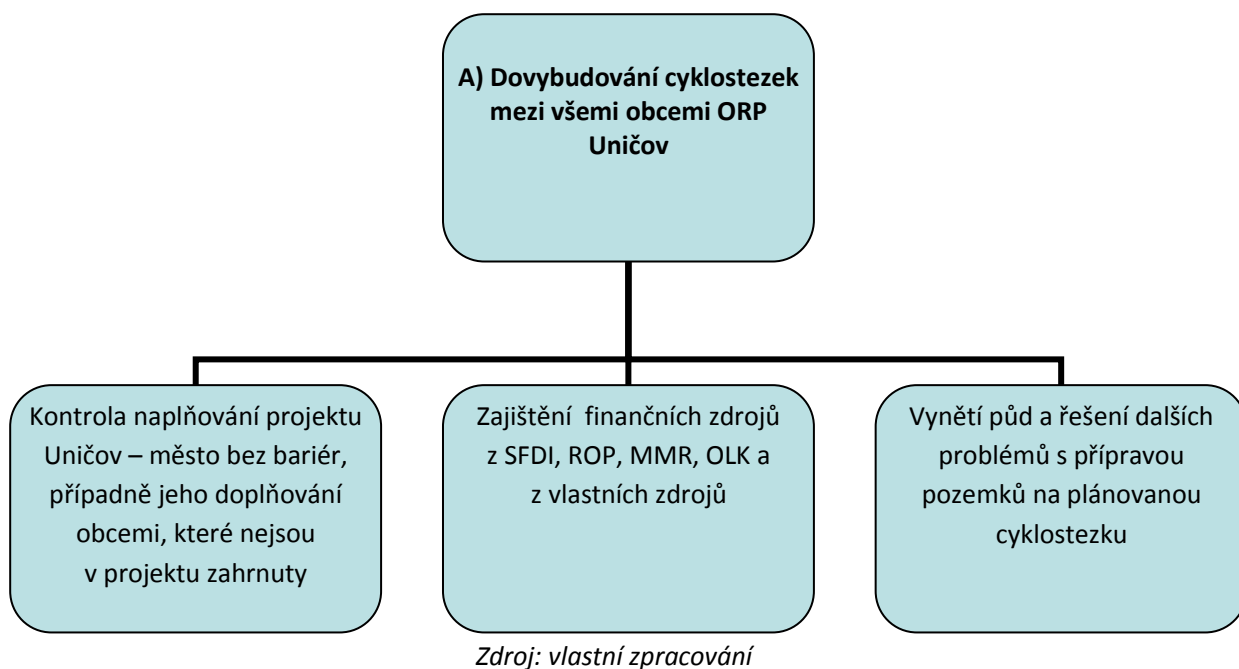 A) Dovybudování cyklostezek
mezi všemi obcemi ORP
Uničov
Kontrola naplňování projektu
Uničov – město bez bariér,
případně jeho doplňování
obcemi, které nejsou
v projektu zahrnuty
Zajištění finančních zdrojů
z SFDI, ROP, MMR, OLK a
z vlastních zdrojů
Vynětí půd a řešení dalších
problémů s přípravou
pozemků na plánovanou
cyklostezku
Zdroj: vlastní zpracování